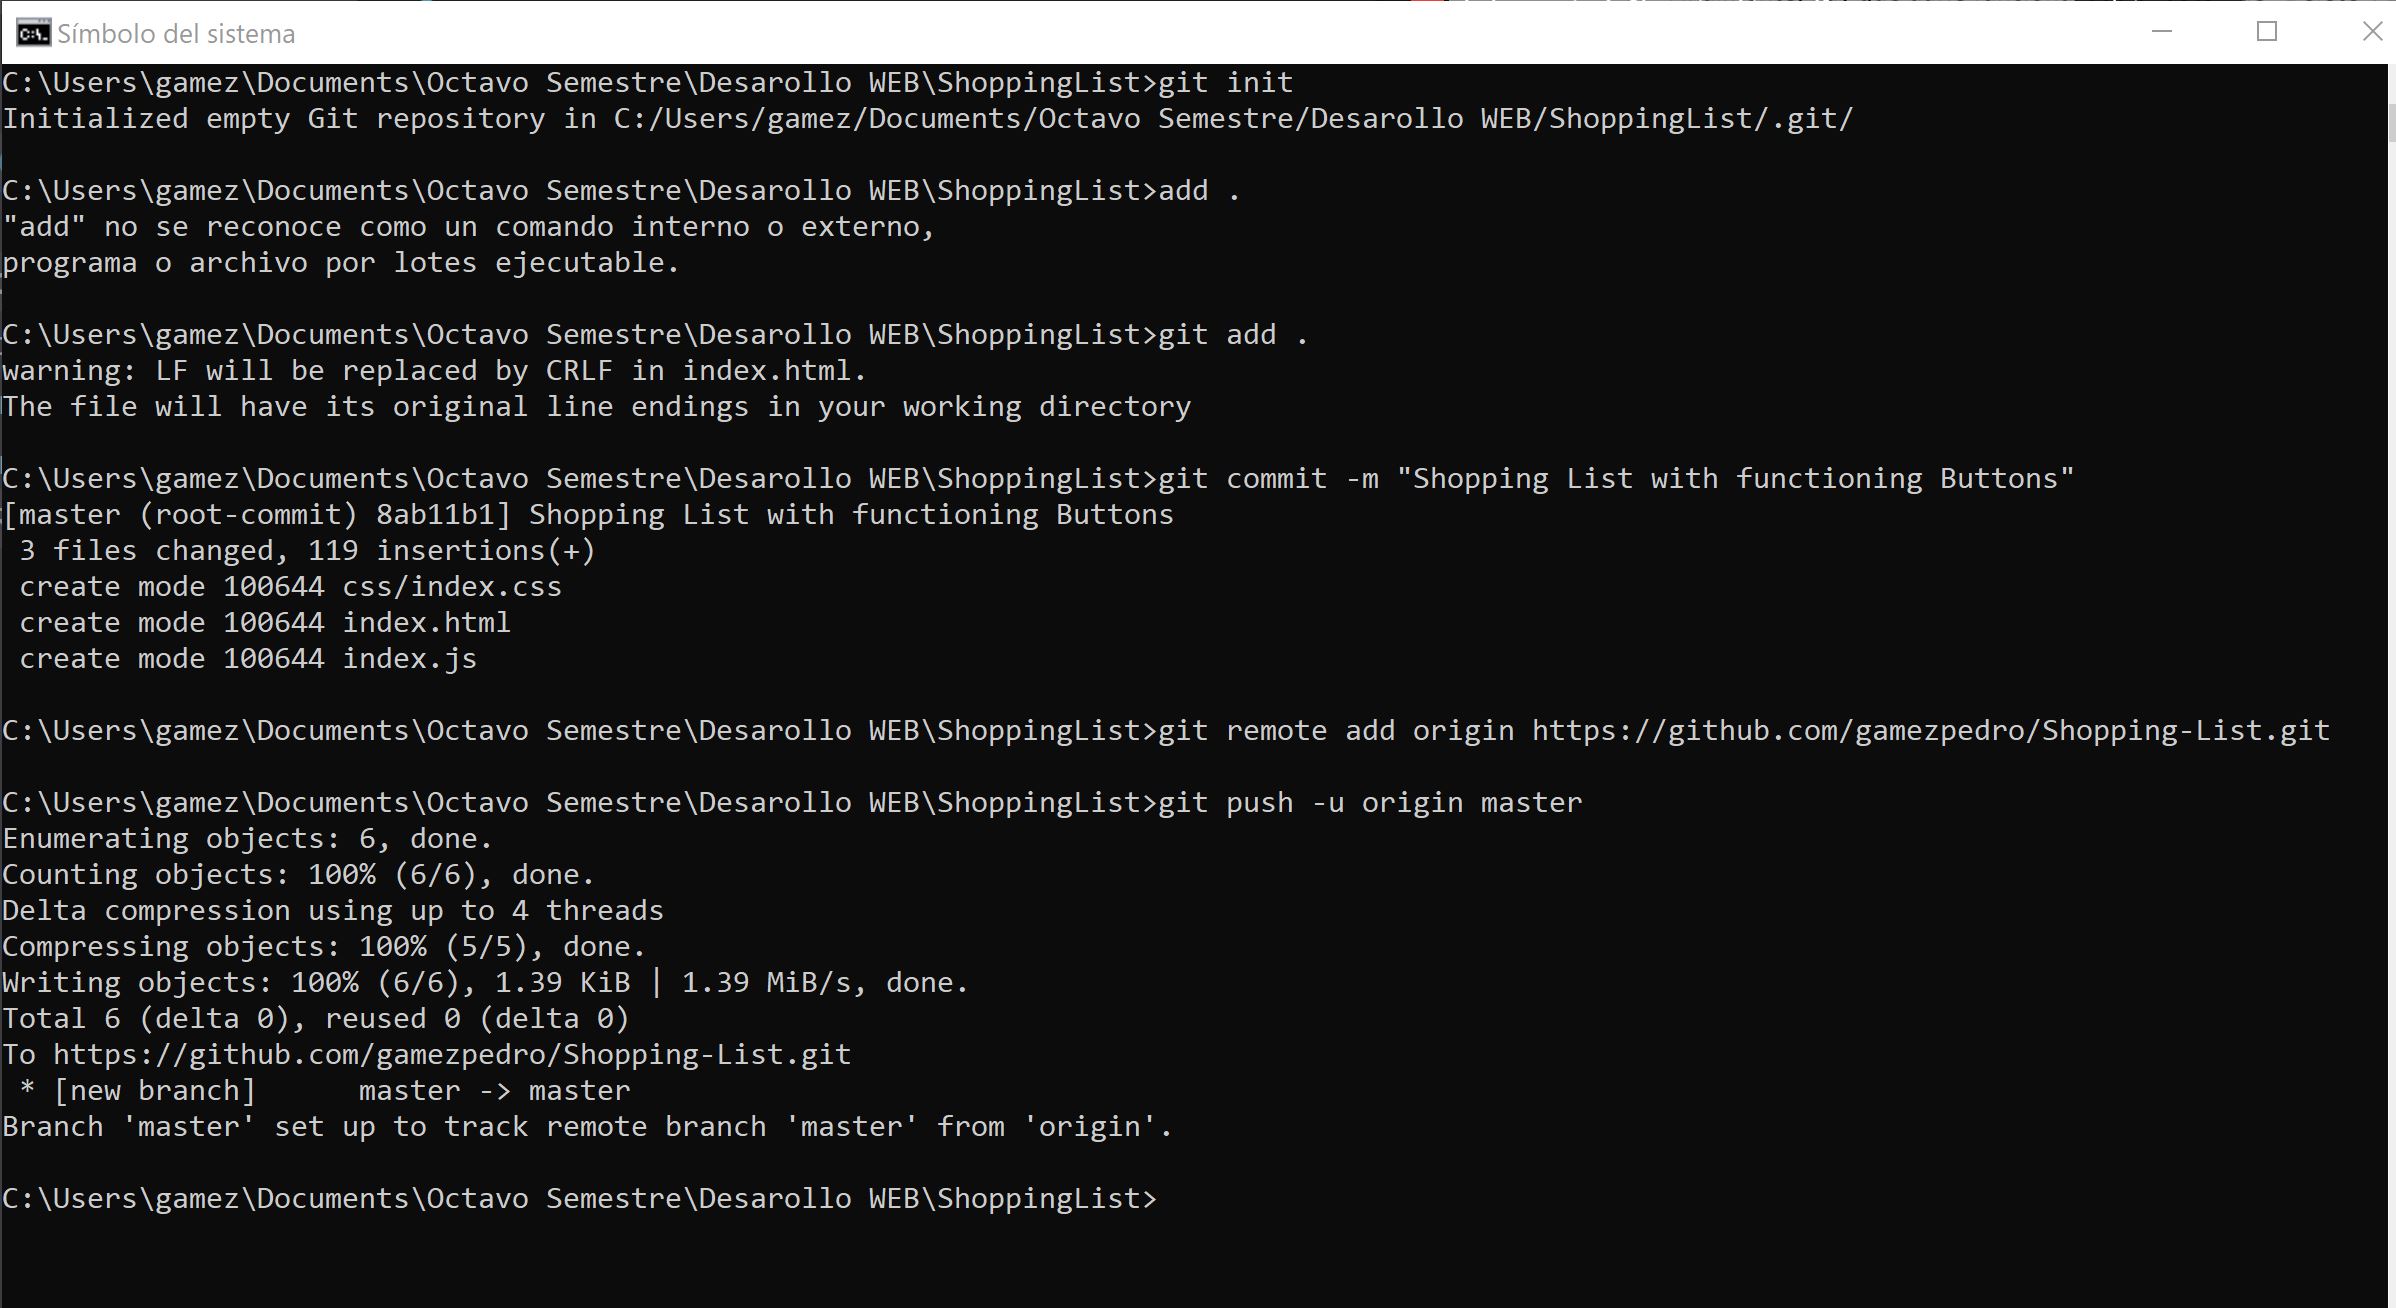 Símbolo del sistema
C:\Users\gamez\Documents\Octavo Semestre\Desarollo WEB\ShoppingList>git init
Initialized empty Git repository in C:/Users/gamez/Documents/Octavo Semestre/Desarollo WEB/ShoppingList/.git/
C:\Users\gamez\Documents\Octavo Semestre\Desarollo WEB\ShoppingList>add .
"add" no se reconoce como un comando interno o externo,
programa o archivo por lotes ejecutable.
C:\Users\gamez\Documents\Octavo Semestre\Desarollo WEB\ShoppingList>git add .
warning: LF will be replaced by CRLF in index.html.
The file will have its original line endings in your working directory
C:\Users\gamez\Documents\Octavo Semestre\Desarollo WEB\ShoppingList>git commit -m "Shopping List with functioning Buttons"
[master (root-commit) 8ab11b1] Shopping List with functioning Buttons
 3 files changed, 119 insertions(+)
 create mode 100644 css/index.css
 create mode 100644 index.html
 create mode 100644 index.js
C:\Users\gamez\Documents\Octavo Semestre\Desarollo WEB\ShoppingList>git remote add origin https://github.com/gamezpedro/Shopping-List.git
C:\Users\gamez\Documents\Octavo Semestre\Desarollo WEB\ShoppingList>git push -u origin master
Enumerating objects: 6, done.
Counting objects: 100% (6/6), done.
Delta compression using up to 4 threads
Compressing objects: 100% (5/5), done.
Writing objects: 100% (6/6), 1.39 KiB | 1.39 MiB/s, done.
Total 6 (delta 0), reused 0 (delta 0)
To https://github.com/gamezpedro/Shopping-List.git
 * [new branch]      master -> master
Branch 'master' set up to track remote branch 'master' from 'origin'.
C:\Users\gamez\Documents\Octavo Semestre\Desarollo WEB\ShoppingList>